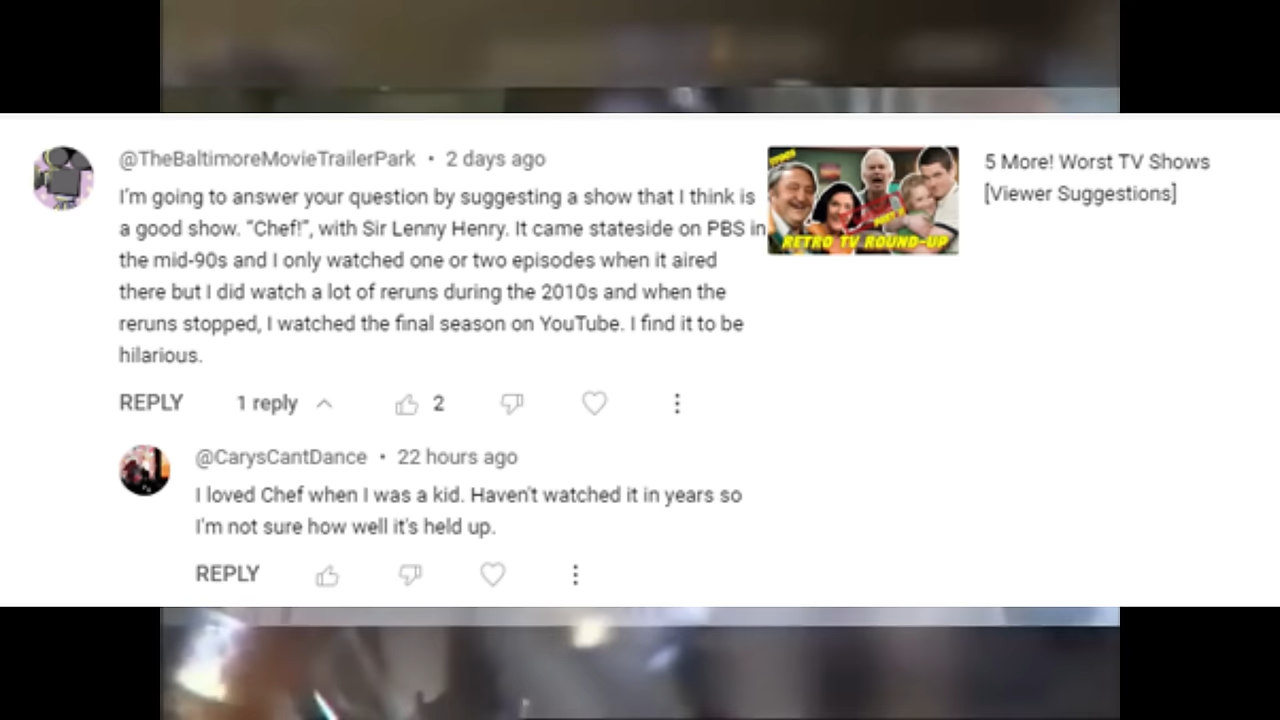 @TheBaltimoreMovieTrailerPark • 2 days ago
I'm going to answer your question by suggesting a show that I think is
a good show. "Chef!", with Sir Lenny Henry. It came stateside on PBS in
the mid-90s and I only watched one or two episodes when it aired
there but I did watch a lot of reruns during the 2010s and when the
reruns stopped, I watched the final season on YouTube. I find it to be
hilarious.
REPLY 1 reply 2
@CarysCantDance • 22 hours ago
I loved Chef when I was a kid. Haven't watched it in years so
I'm not sure how well it's held up.
REPLY
RETRO TV ROUND-UP
5 More! Worst TV Shows
[Viewer Suggestions]